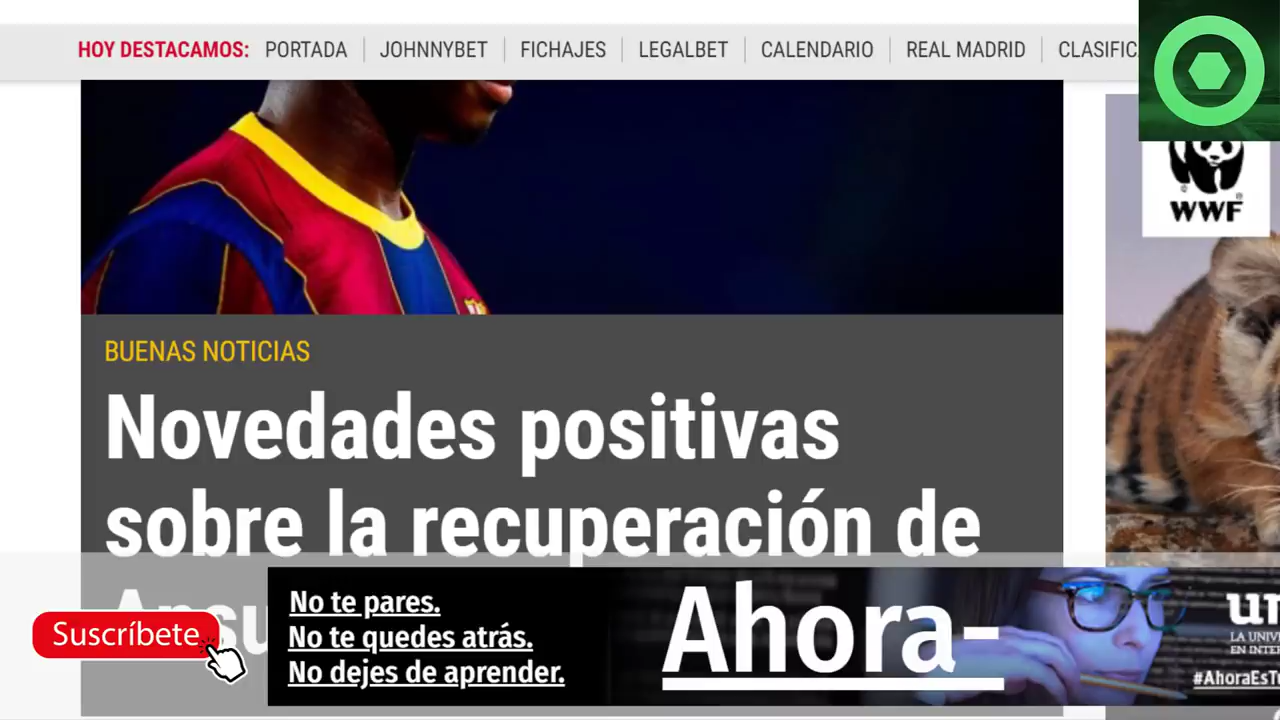 HOY DESTACAMOS: PORTADA JOHNNYBET FICHAJES LEGALBET CALENDARIO REAL MADRID
WWF
BUENAS NOTICIAS
Novedades positivas
sobre la recuperación de
Suscríbete
No te pares.
No te quedes atrás.
No dejes de aprender.
Ahora-